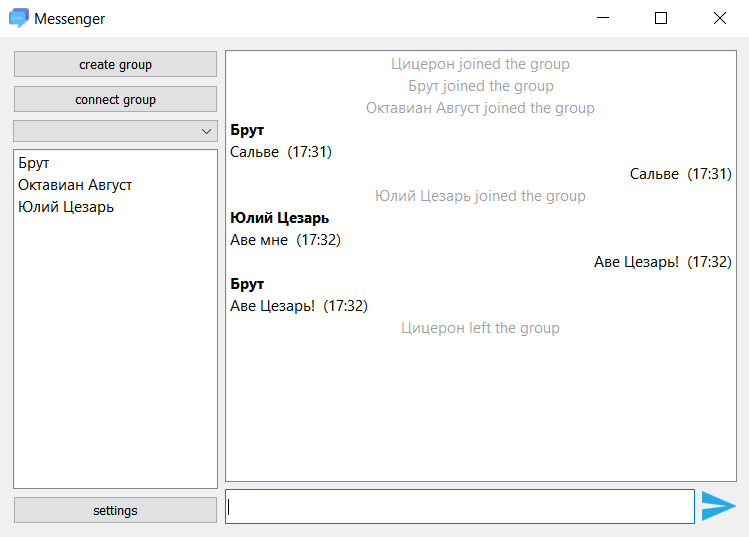 Messenger
create group
connect group
Брут
Октавиан Август
Юлий Цезарь
settings
Цицерон joined the group
Брут joined the group
Октавиан Август joined the group
Брут
Сальве (17:31)
Сальве (17:31)
Юлий Цезарь joined the group
Юлий Цезарь
Аве мне (17:32)
Аве Цезарь! (17:32)
Брут
Аве Цезарь! (17:32)
Цицерон left the group